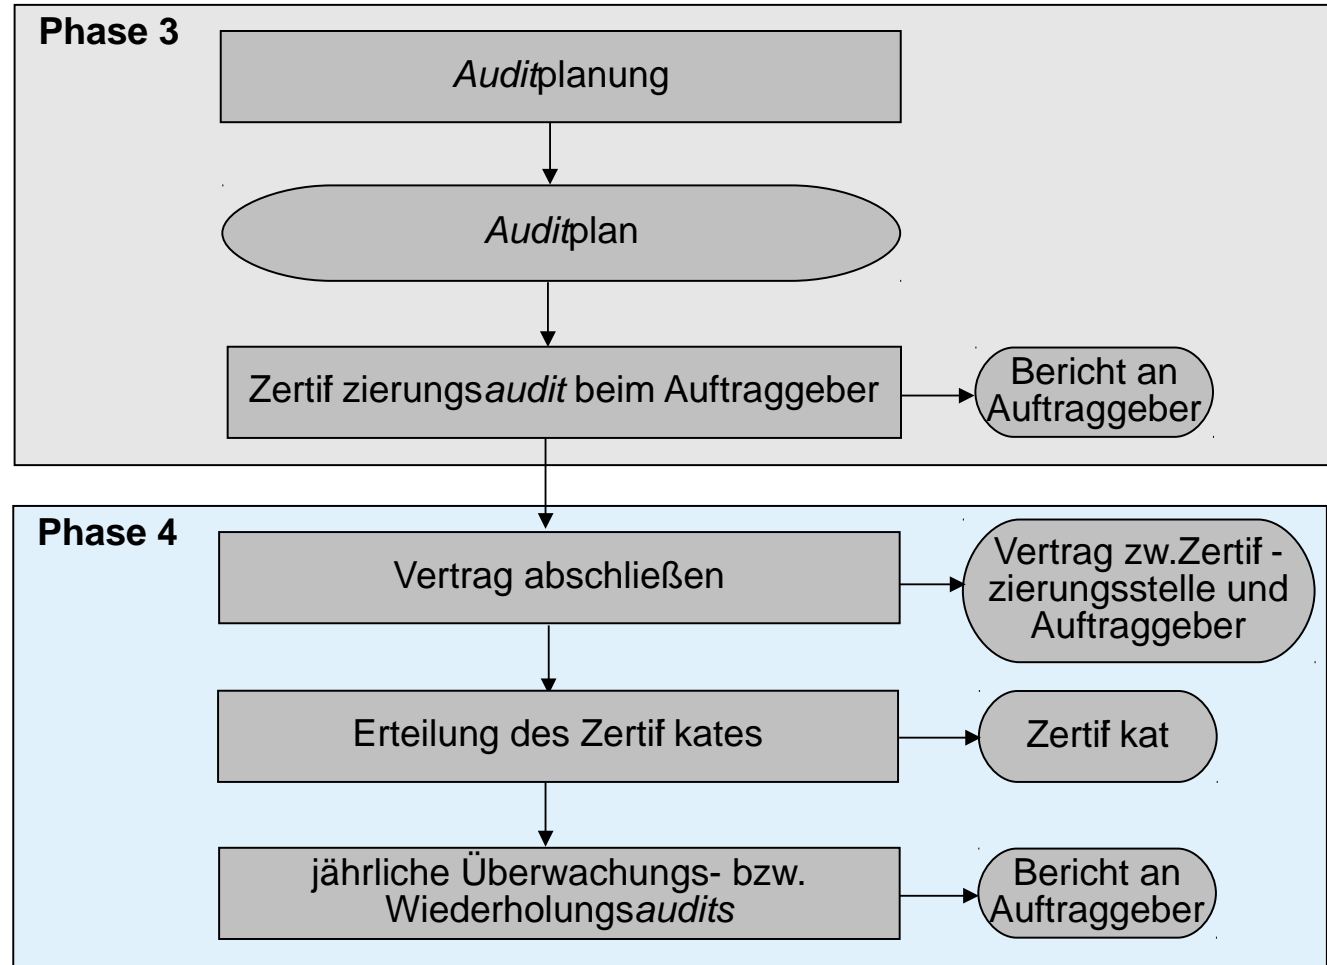 Phase 3
Auditplanung
Auditplan
Zertif zierungsaudit beim Auftraggeber
Bericht an
Auftraggeber
Phase 4
Vertrag abschließen
Vertrag zw.Zertif -
zierungsstelle und
Auftraggeber
Erteilung des Zertif kates
Zertif kat
jährliche Überwachungs- bzw.
Wiederholungsaudits
Bericht an
Auftraggeber